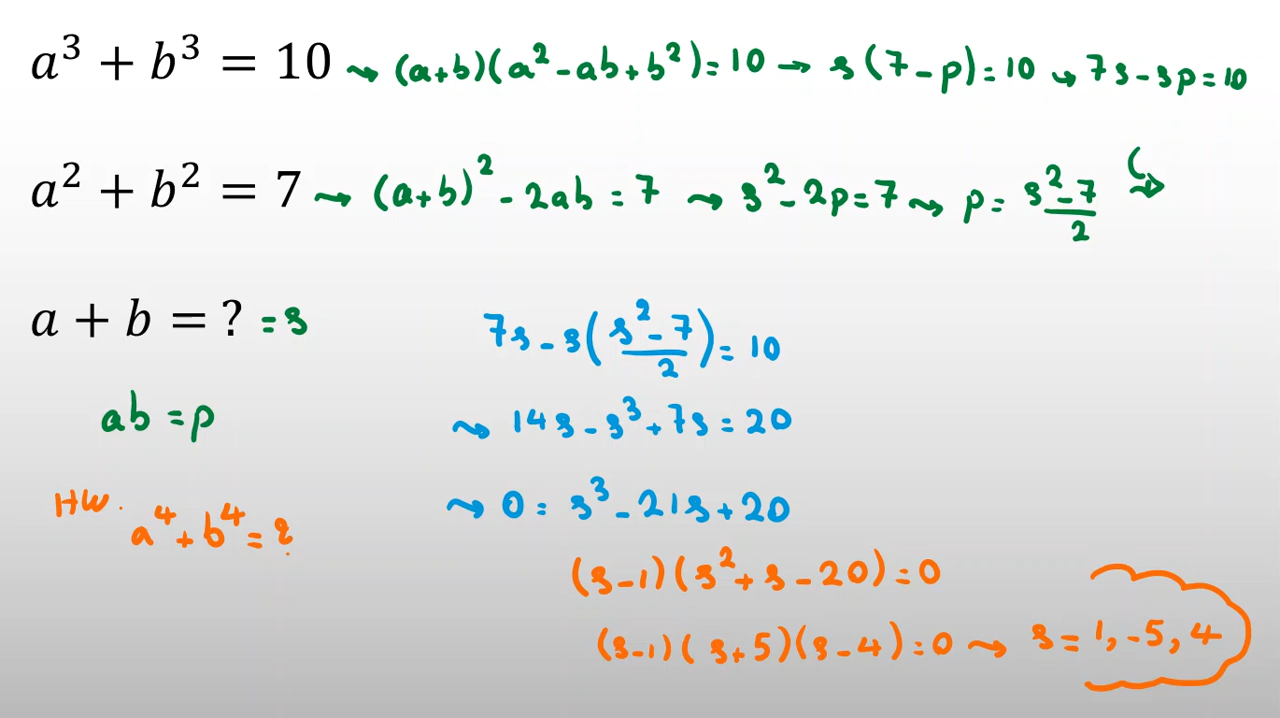 a³ + b³ = 10 ⇝ (a+b)(a² - ab + b²) = 10 → s(7 - p) = 10 ⇝ 7s - sp = 10
a² + b² = 7 ⇝ (a+b)² - 2ab = 7 ⇝ s² - 2p = 7 ⇝ p = (s² - 7)/2
a + b = ? = s
7s - s((s² - 7)/2) = 10
ab = p
⇝ 14s - s³ + 7s = 20
HW.
⇝ 0 = s³ - 21s + 20
a⁴ + b⁴ = ?
(s-1)(s² + s - 20) = 0
(s-1)(s+5)(s-4) = 0 ⇝ s = 1, -5, 4